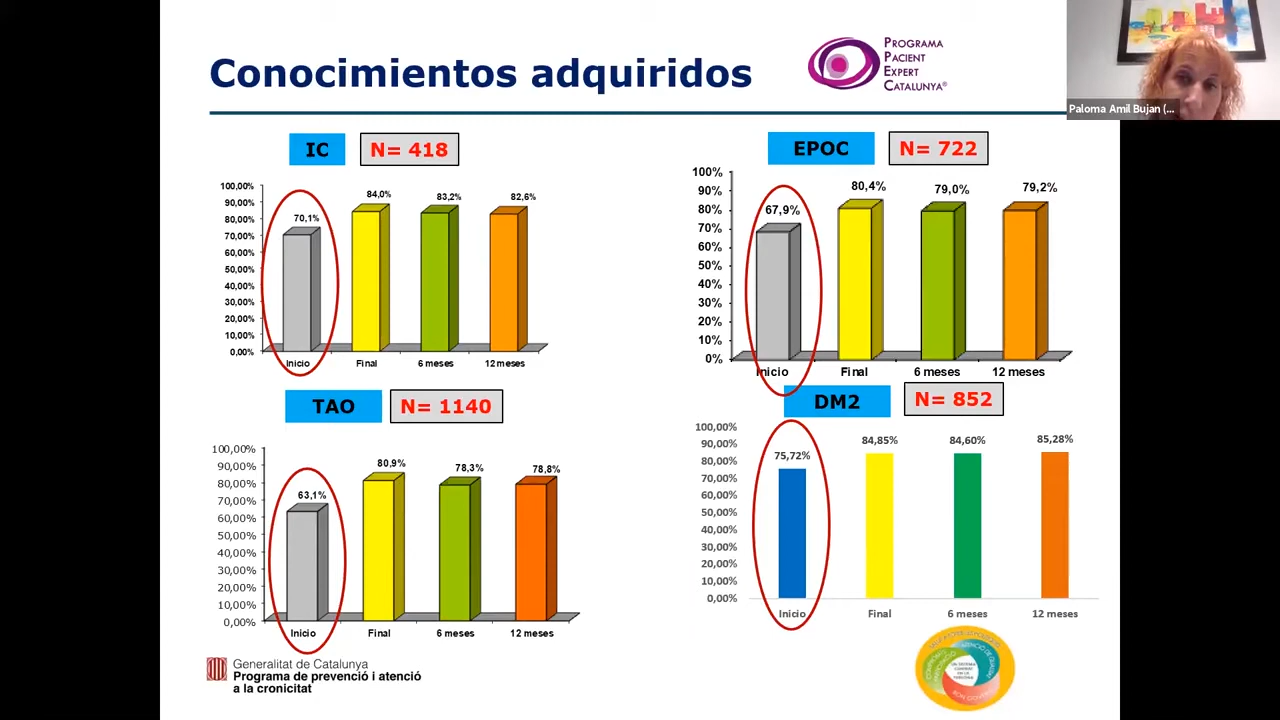 Conocimientos adquiridos
PROGRAMA
PACIENT
EXPERT
CATALUNYA®
Paloma Amil Bujan (...
IC
N= 418
100,00%
90,00%
80,00%
70,00%
60,00%
50,00%
40,00%
30,00%
20,00%
10,00%
0,00%
70,1%
84,0%
83,2%
82,6%
Inicio
Final
6 meses
12 meses
EPOC
N= 722
100%
90%
80%
70%
60%
50%
40%
30%
20%
10%
0%
67,9%
80,4%
79,0%
79,2%
Inicio
Final
6 meses
12 meses
TAO
N= 1140
100,00%
90,00%
80,00%
70,00%
60,00%
50,00%
40,00%
30,00%
20,00%
10,00%
0,00%
63,1%
80,9%
78,3%
78,8%
Inicio
Final
6 meses
12 meses
DM2
N= 852
100,00%
90,00%
80,00%
70,00%
60,00%
50,00%
40,00%
30,00%
20,00%
10,00%
0,00%
75,72%
84,85%
84,60%
85,28%
Inicio
Final
6 meses
12 meses
Generalitat de Catalunya
Programa de prevenció i atenció
a la cronicitat